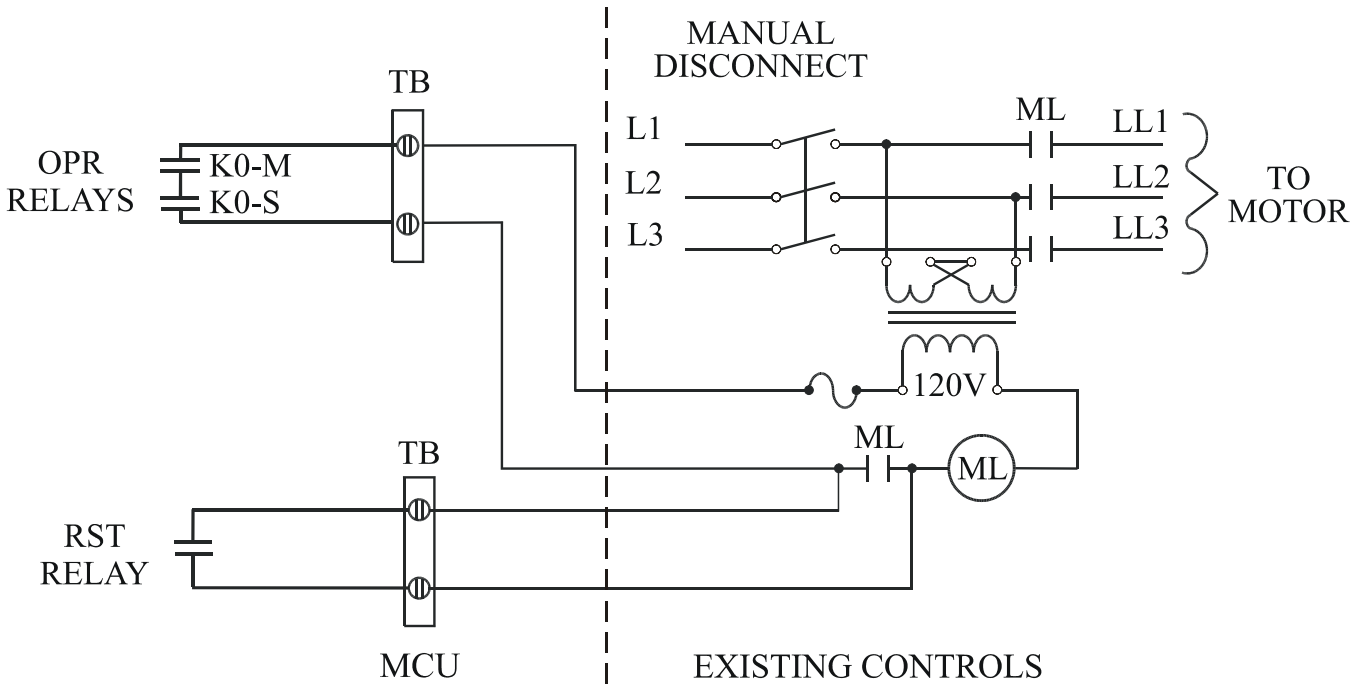 MANUAL
DISCONNECT
TB
ML
L1
LL1
OPR
RELAYS
K0-M
K0-S
L2
LL2
TO
MOTOR
L3
LL3
120V
ML
ML
TB
RST
RELAY
MCU
EXISTING CONTROLS